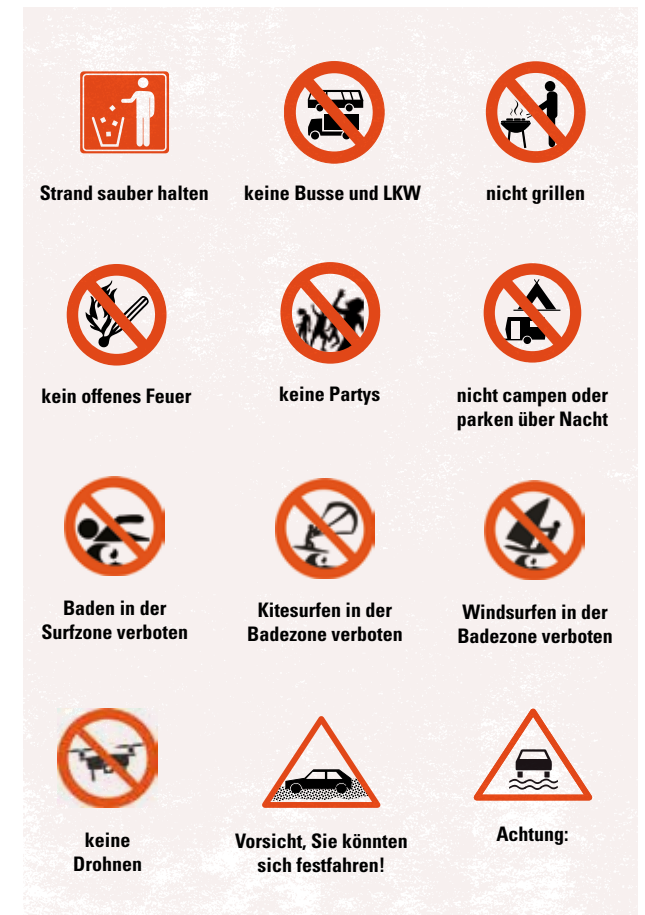 Strand sauber halten
keine Busse und LKW
nicht grillen
kein offenes Feuer
keine Partys
nicht campen oder
parken über Nacht
Baden in der
Surfzone verboten
Kitesurfen in der
Badezone verboten
Windsurfen in der
Badezone verboten
keine
Drohnen
Vorsicht, Sie könnten
sich festfahren!
Achtung: